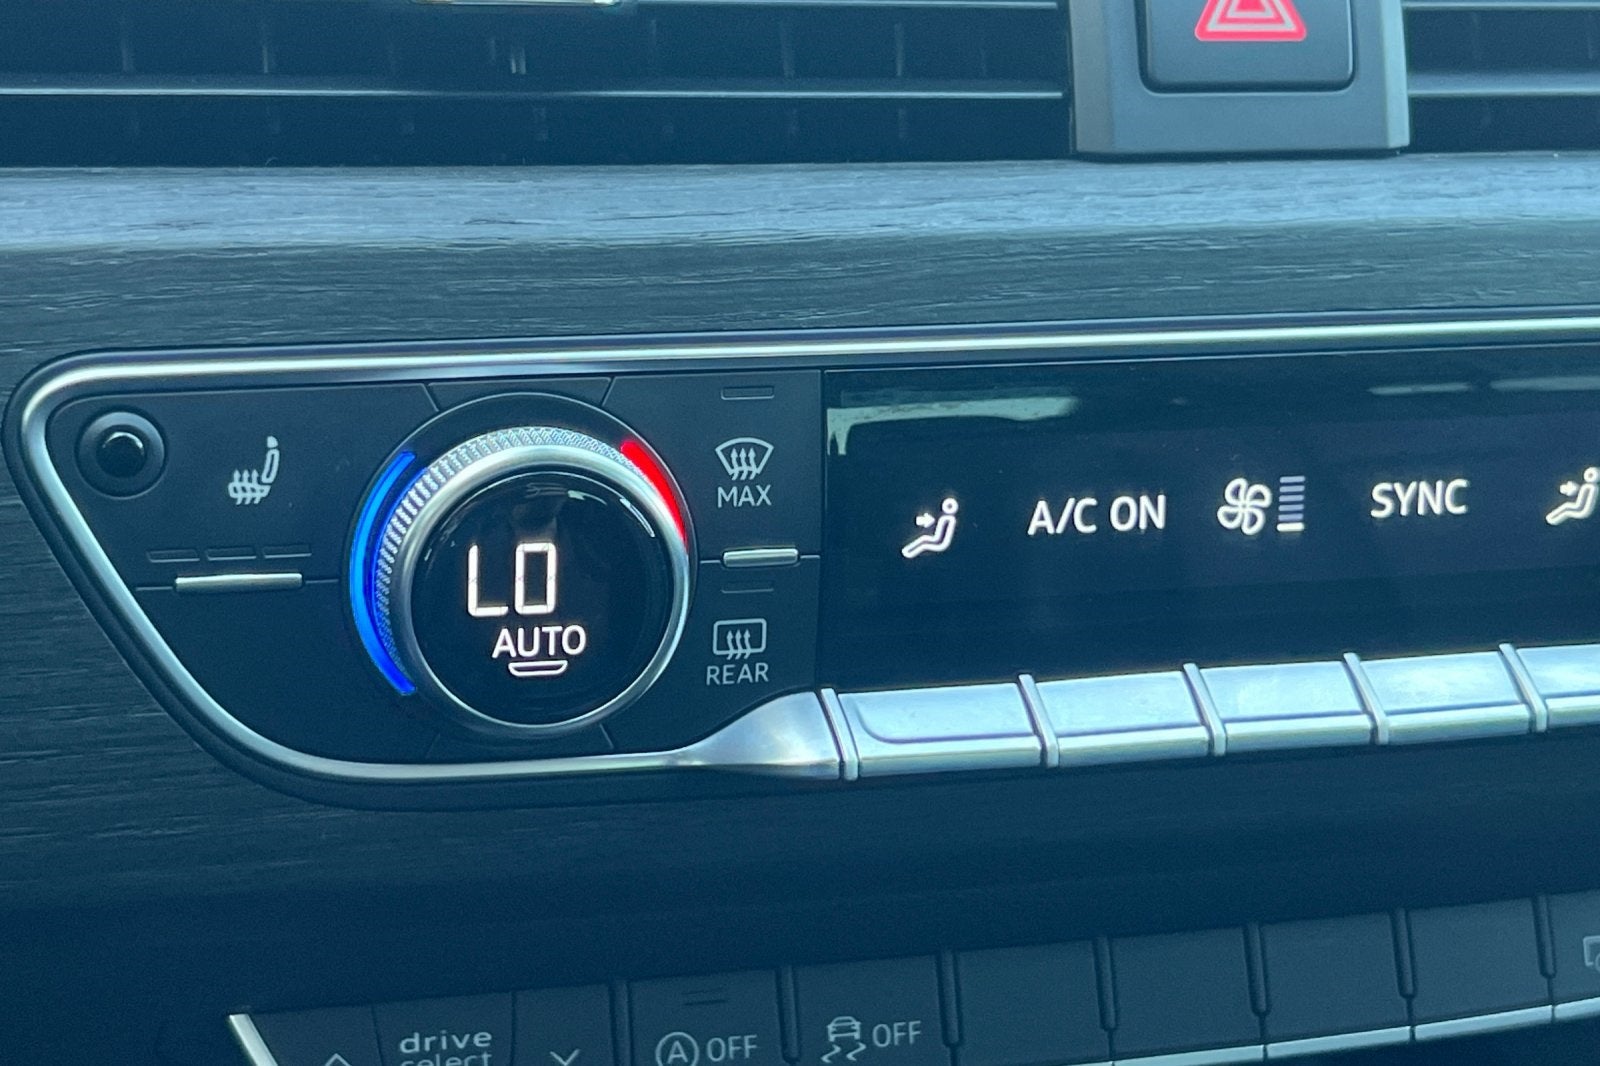 MAX
LO
AUTO
REAR
A/C ON
SYNC
drive
select
A OFF
OFF